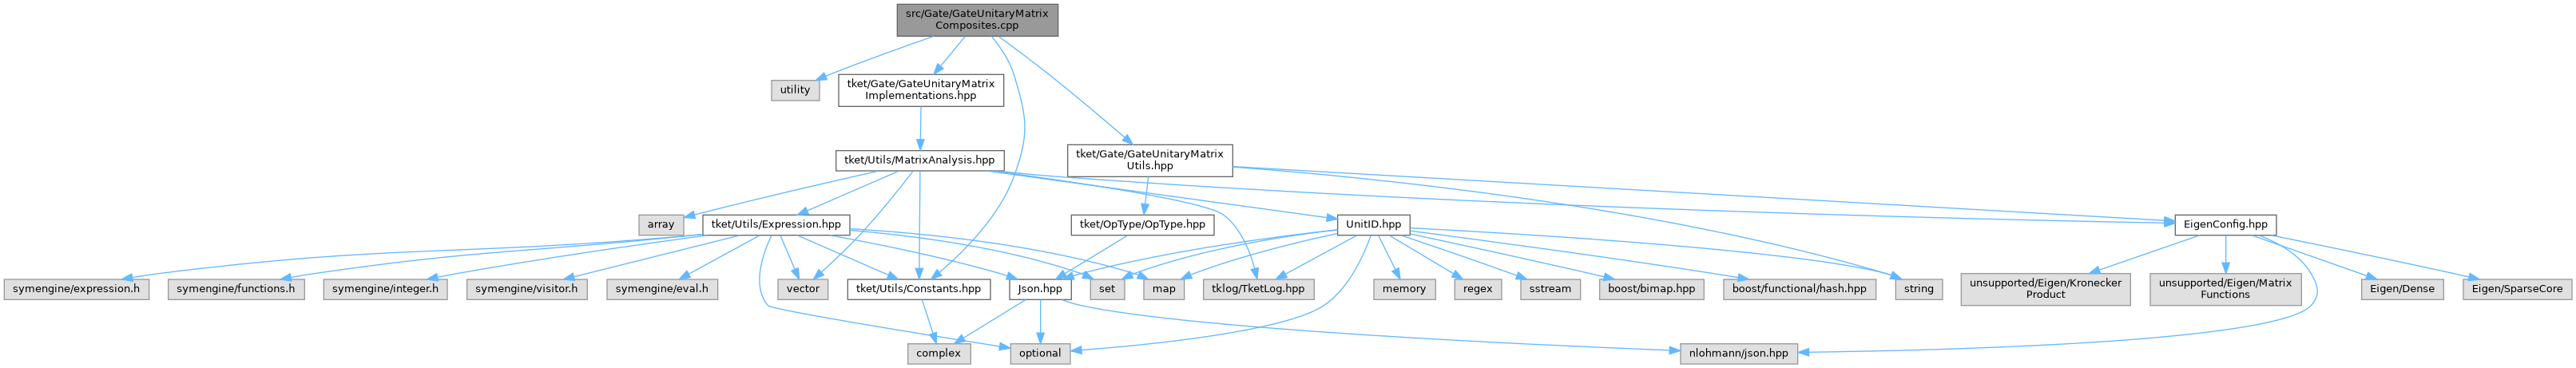 src/Gate/GateUnitaryMatrix
Composites.cpp
utility
tket/Gate/GateUnitaryMatrix
Implementations.hpp
tket/Utils/MatrixAnalysis.hpp
tket/Gate/GateUnitaryMatrix
Utils.hpp
array
tket/Utils/Expression.hpp
tket/OpType/OpType.hpp
UnitID.hpp
EigenConfig.hpp
symengine/expression.h
symengine/functions.h
symengine/integer.h
symengine/visitor.h
symengine/eval.h
vector
tket/Utils/Constants.hpp
Json.hpp
set
map
tklog/TketLog.hpp
memory
regex
sstream
boost/bimap.hpp
boost/functional/hash.hpp
string
unsupported/Eigen/Kronecker
Product
unsupported/Eigen/Matrix
Functions
Eigen/Dense
Eigen/SparseCore
complex
optional
nlohmann/json.hpp